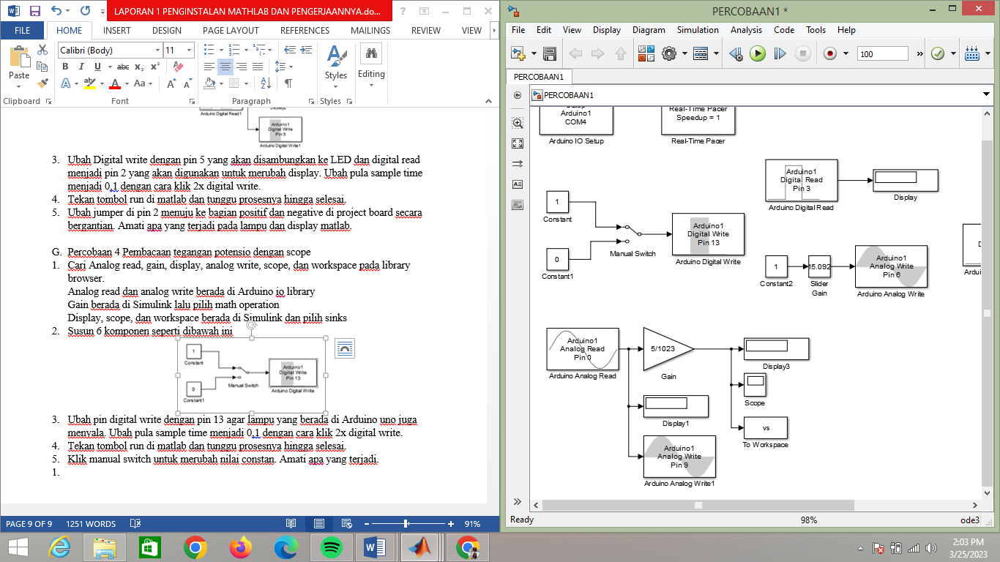 LAPORAN 1 PENGINSTALAN MATHLAB DAN PENGERJAANNYA.do...
FILE HOME INSERT DESIGN PAGE LAYOUT REFERENCES MAILINGS REVIEW VIEW
Calibri (Body) 11
Paste
Styles
Editing
Clipboard Font Paragraph Styles
Arduino Digital Read1
Arduino1
Digital Write
Pin 5
Arduino Digital Write1
3. Ubah Digital write dengan pin 5 yang akan disambungkan ke LED dan digital read
menjadi pin 2 yang akan digunakan untuk merubah display. Ubah pula sample time
menjadi 0,1 dengan cara klik 2x digital write.
4. Tekan tombol run di matlab dan tunggu prosesnya hingga selesai.
5. Ubah jumper di pin 2 menuju ke bagian positif dan negative di project board secara
bergantian. Amati apa yang terjadi pada lampu dan display matlab.
G. Percobaan 4 Pembacaan tegangan potensio dengan scope
1. Cari Analog read, gain, display, analog write, scope, dan workspace pada library
browser.
Analog read dan analog write berada di Arduino io library
Gain berada di Simulink lalu pilih math operation
Display, scope, dan workspace berada di Simulink dan pilih sinks
2. Susun 6 komponen seperti dibawah ini
1
Constant
0
Constant1
Manual Switch
Arduino1
Digital Write
Pin 13
Arduino Digital Write
3. Ubah pin digital write dengan pin 13 agar lampu yang berada di Arduino uno juga
menyala. Ubah pula sample time menjadi 0,1 dengan cara klik 2x digital write.
4. Tekan tombol run di matlab dan tunggu prosesnya hingga selesai.
5. Klik manual switch untuk merubah nilai constan. Amati apa yang terjadi.
1.
PAGE 9 OF 9 1251 WORDS 91%
PERCOBAAN1 *
File Edit View Display Diagram Simulation Analysis Code Tools Help
100
PERCOBAAN1
PERCOBAAN1
Arduino1
COM4
Arduino IO Setup
Real-Time Pacer
Speedup = 1
Real-Time Pacer
Arduino1
Digital Read
Pin 3
Arduino Digital Read
Display
1
Constant
0
Constant1
Manual Switch
Arduino1
Digital Write
Pin 13
Arduino Digital Write
1
Constant2
15.092
Slider
Gain
Arduino1
Analog Write
Pin 6
Arduino Analog Write
Ardui
Arduino1
Analog Read
Pin 0
Arduino Analog Read
5/1023
Gain
Display3
Scope
vs
To Workspace
Display1
Arduino1
Analog Write
Pin 9
Arduino Analog Write1
Ready 98% ode3
2:03 PM
3/25/2023